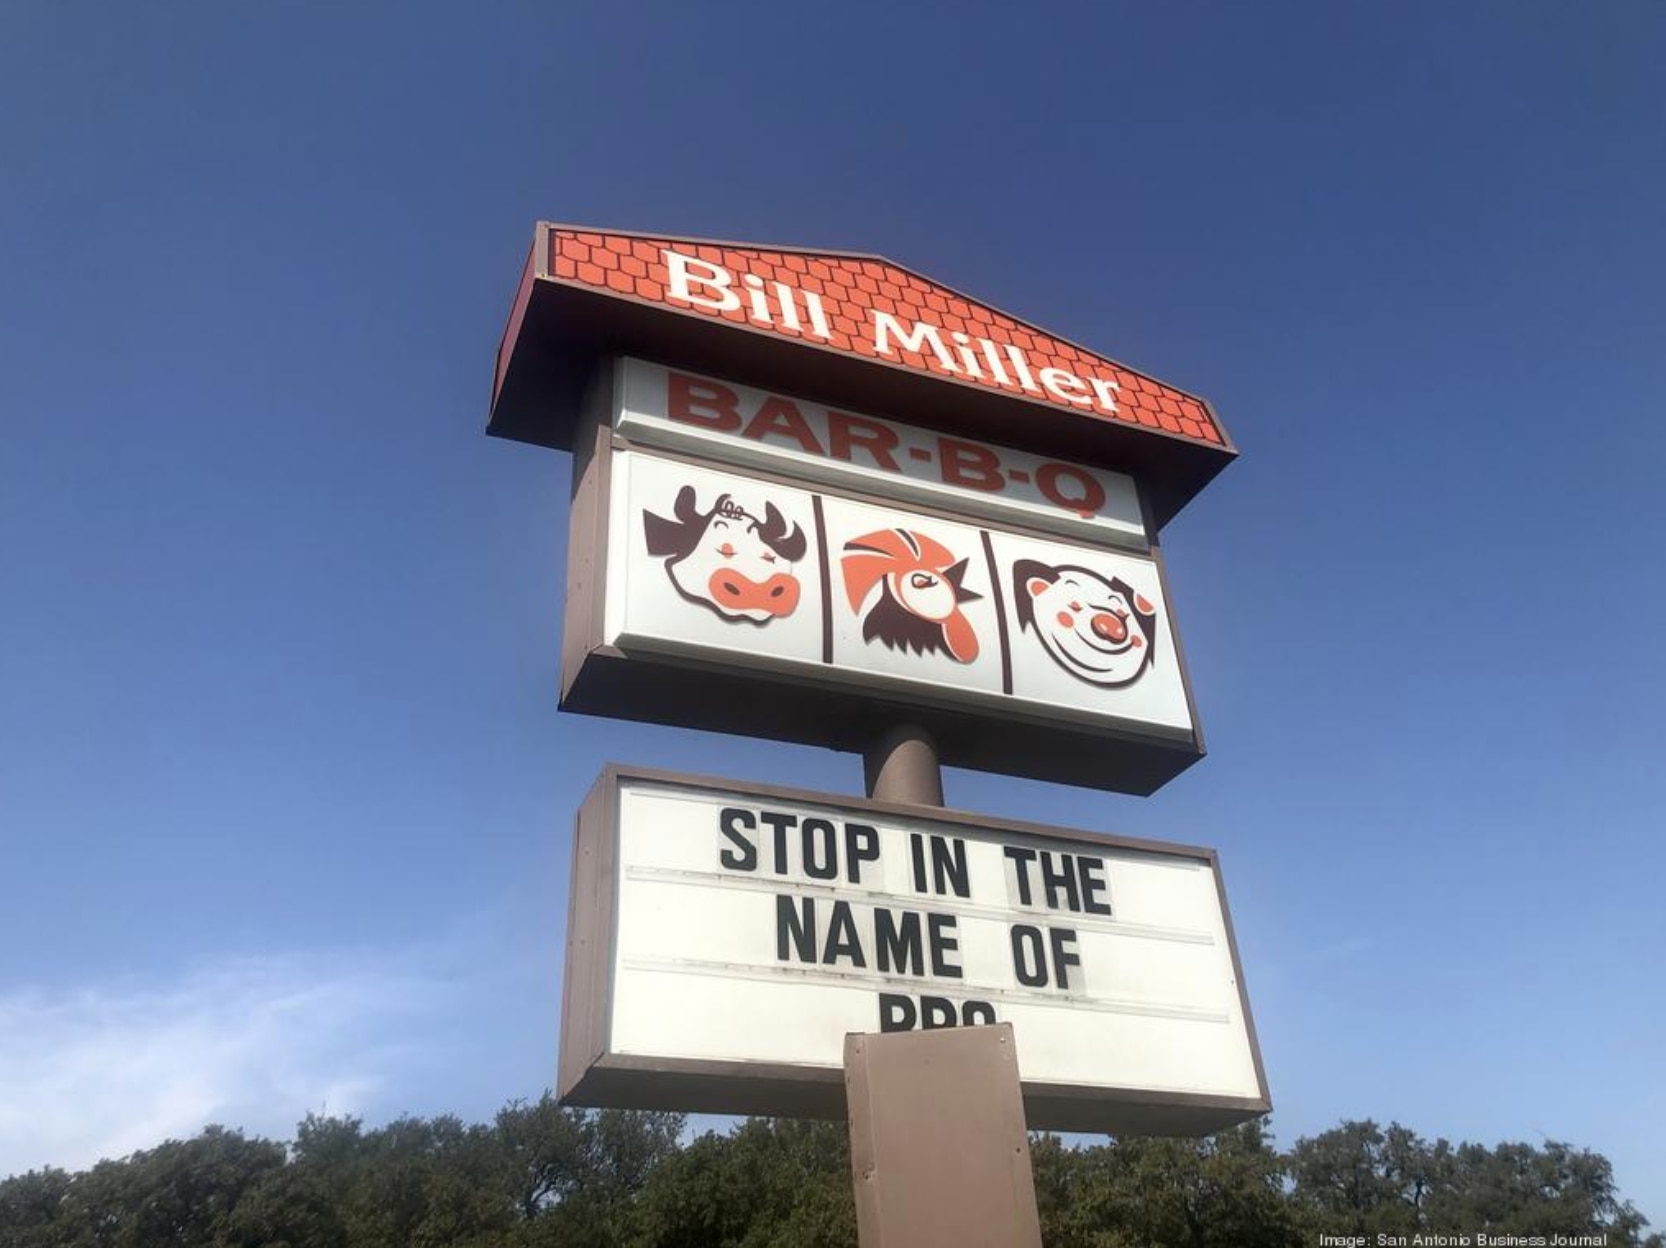 Bill Miller
BAR-B-Q
STOP IN THE
NAME OF
Image: San Antonio Business Journal